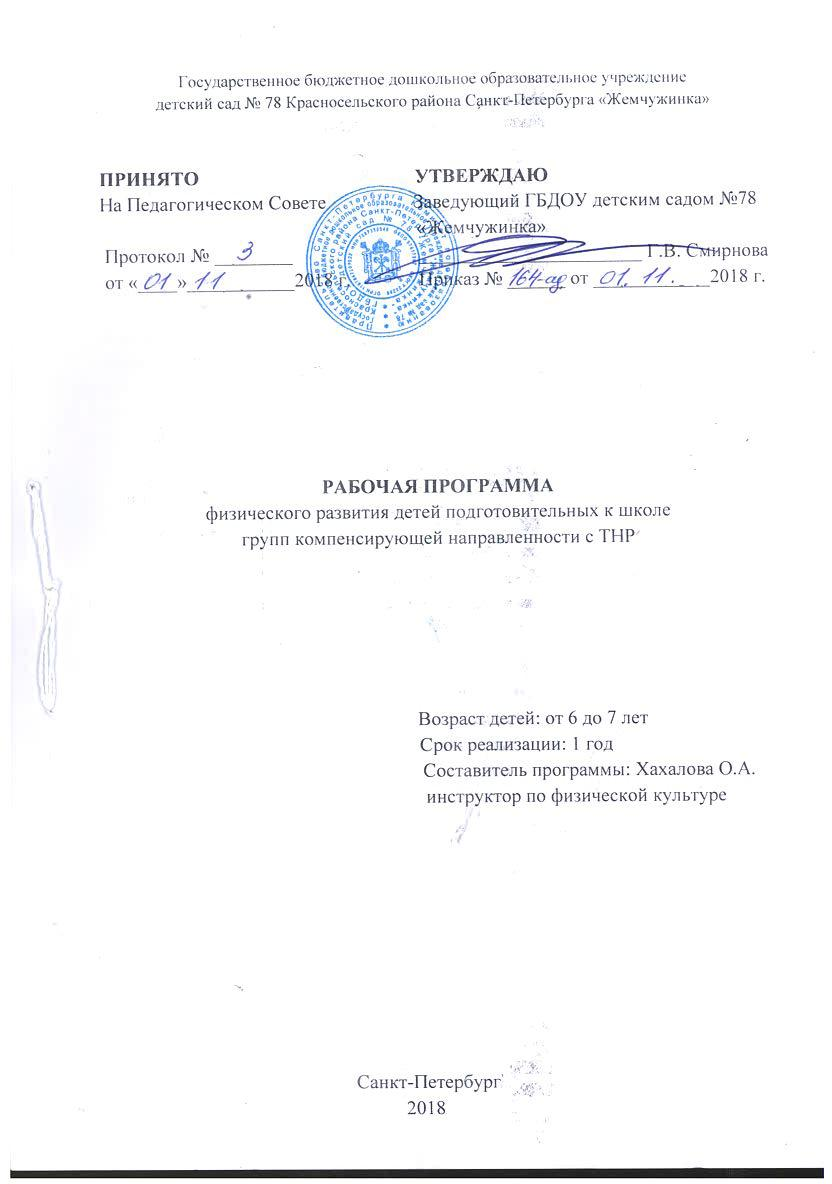 Государственное бюджетное дошкольное образовательное учреждение
детский сад № 78 Красносельского района Санкт-Петербурга «Жемчужинка»
ПРИНЯТО
На Педагогическом Совете
Протокол № 3
от «01» 11 2018 г.
УТВЕРЖДАЮ
Заведующий ГБДОУ детским садом №78
«Жемчужинка»
Г.В. Смирнова
Приказ № 164-ад от 01.11. 2018 г.
РАБОЧАЯ ПРОГРАММА
физического развития детей подготовительных к школе
групп компенсирующей направленности с ТНР
Возраст детей: от 6 до 7 лет
Срок реализации: 1 год
Составитель программы: Хахалова О.А.
инструктор по физической культуре
Санкт-Петербург
2018